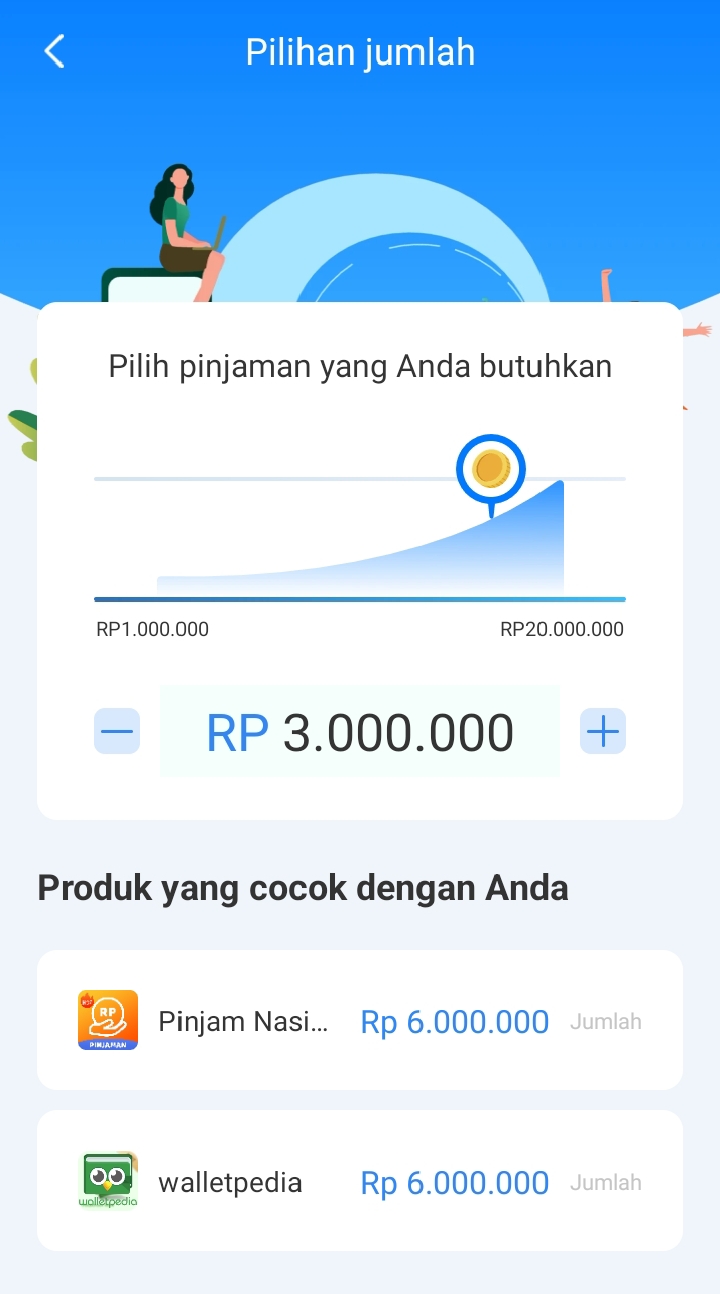 Pilihan jumlah
Pilih pinjaman yang Anda butuhkan
RP1.000.000 RP20.000.000
RP 3.000.000
Produk yang cocok dengan Anda
RP
PINJAMAN
Pinjam Nasi... Rp 6.000.000 Jumlah
walletpedia
walletpedia Rp 6.000.000 Jumlah